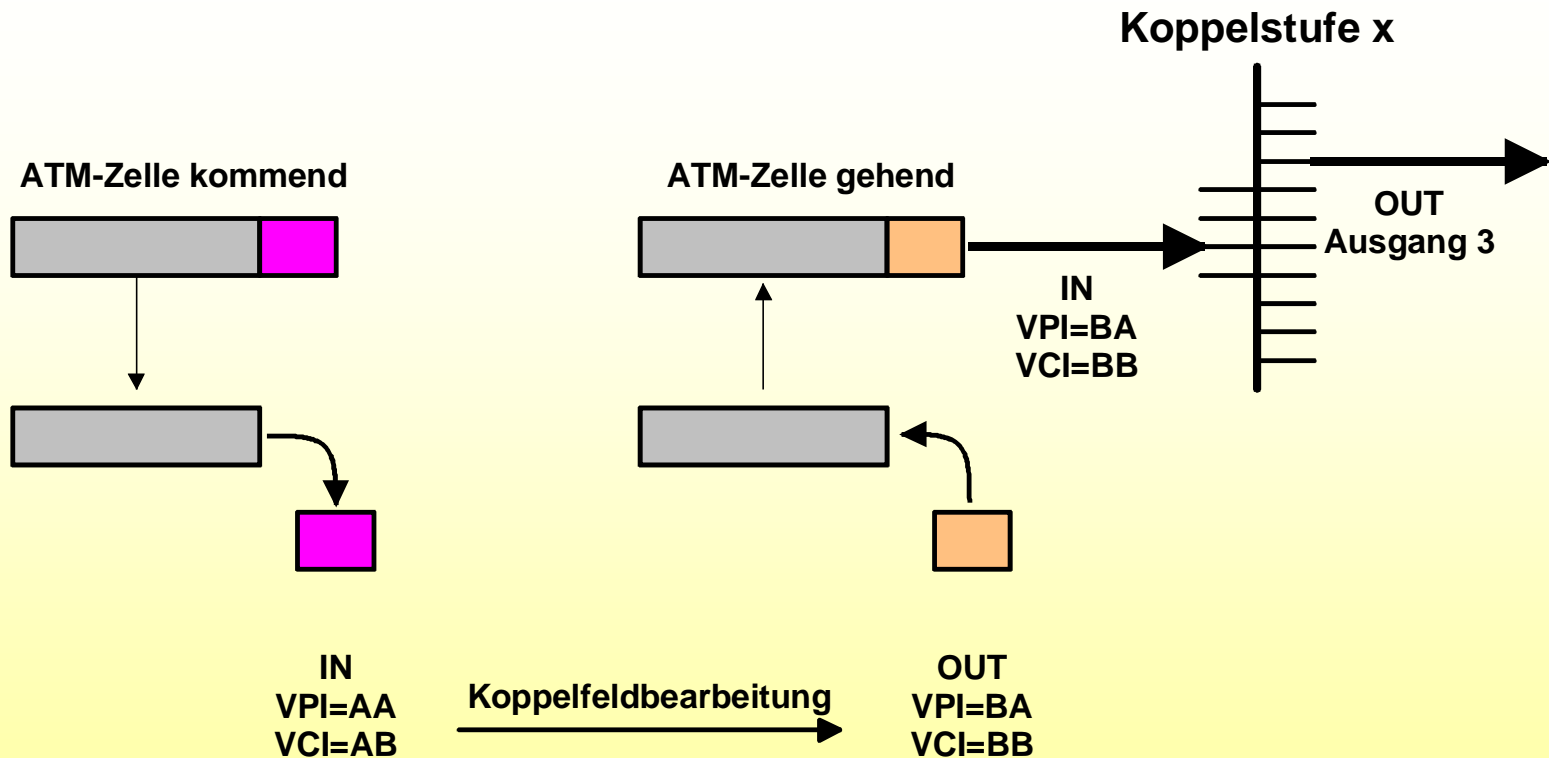 Koppelstufe x
ATM-Zelle kommend
ATM-Zelle gehend
OUT
Ausgang 3
IN
VPI=BA
VCI=BB
IN
VPI=AA
VCI=AB
Koppelfeldbearbeitung
OUT
VPI=BA
VCI=BB